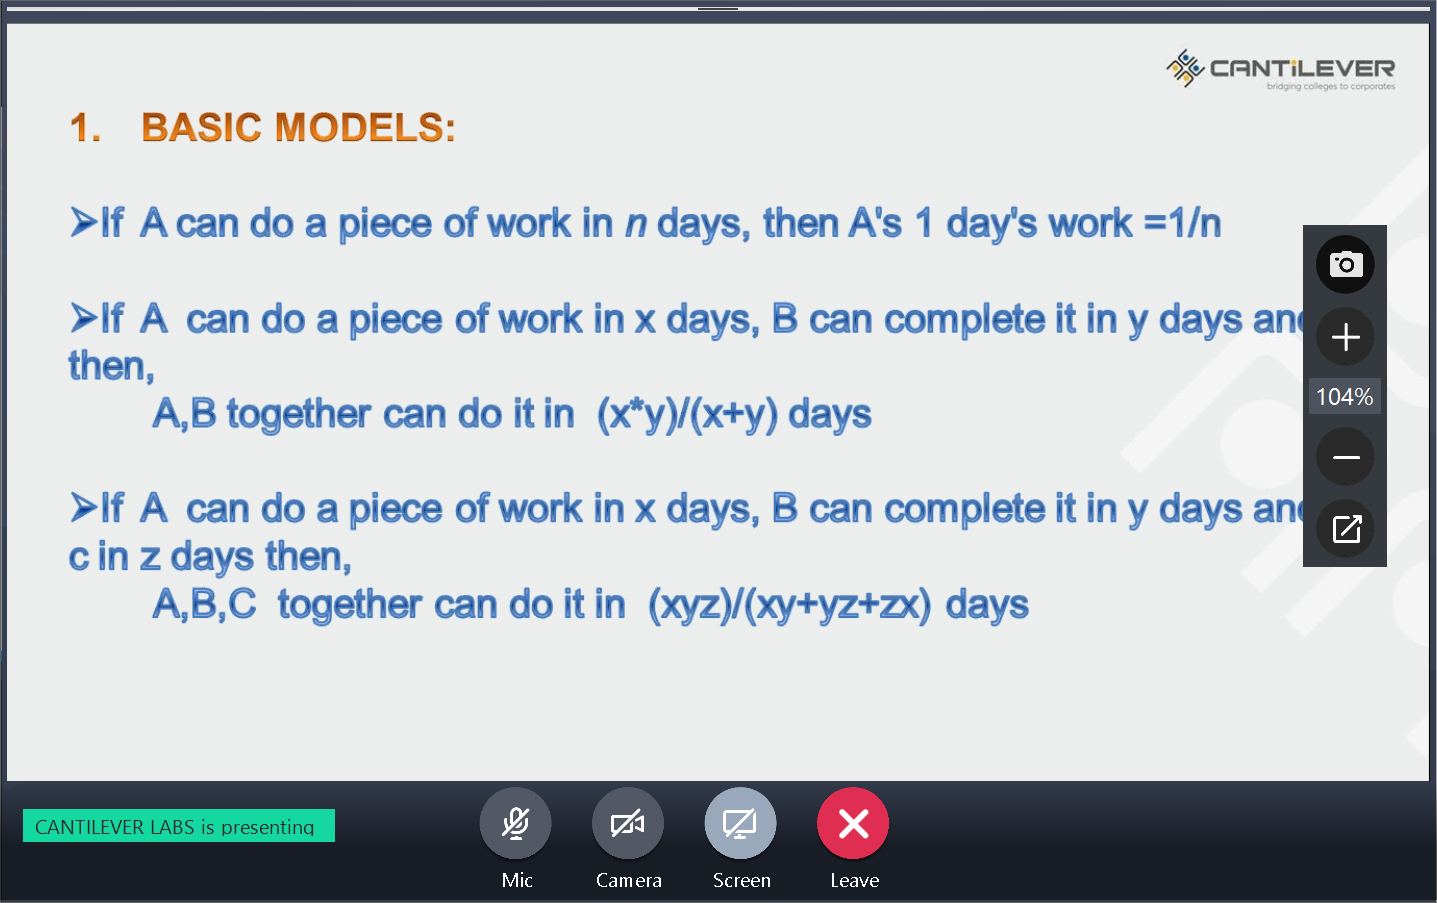 CANTiLEVER
bridging colleges to corporates
1. BASIC MODELS:
➢If A can do a piece of work in n days, then A's 1 day's work =1/n
➢If A can do a piece of work in x days, B can complete it in y days
then,
A,B together can do it in (x*y)/(x+y) days
➢If A can do a piece of work in x days, B can complete it in y days
c in z days then,
A,B,C together can do it in (xyz)/(xy+yz+zx) days
104%
CANTILEVER LABS is presenting
Mic Camera Screen Leave